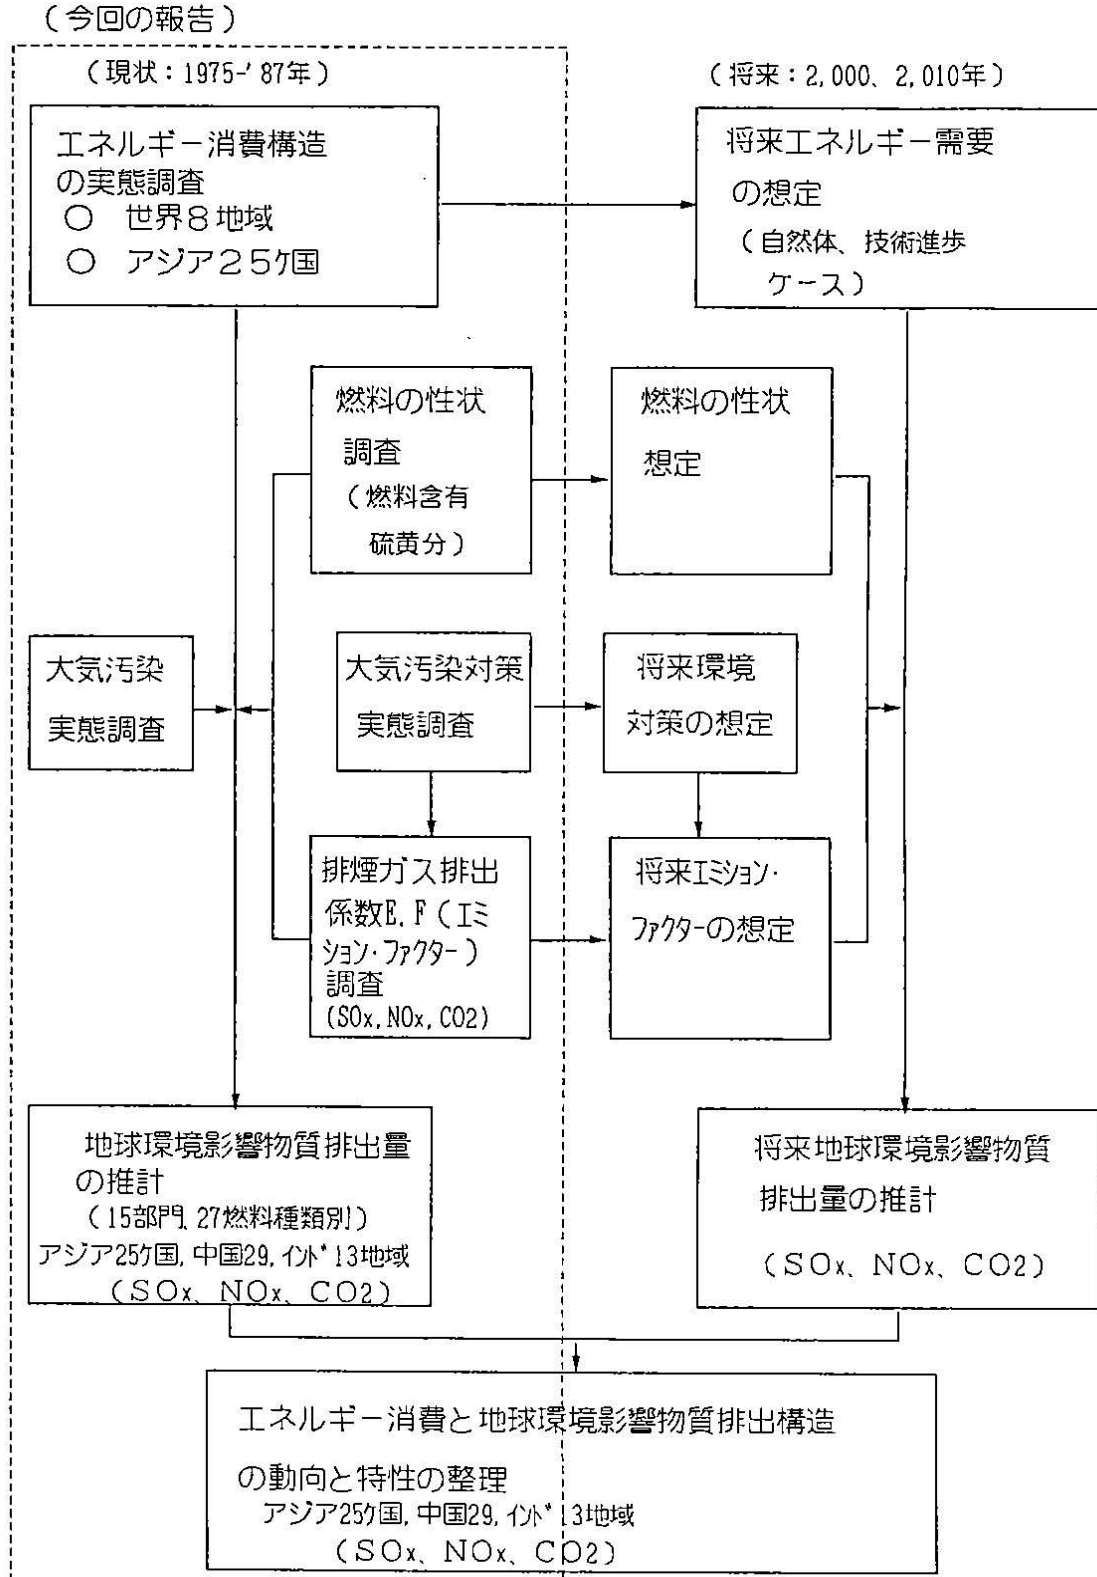 （今回の報告）
（現状：1975-'87年）
（将来：2,000、2,010年）
エネルギー消費構造
の実態調査
○　世界8地域
○　アジア25ケ国
将来エネルギー需要
の想定
（自然体、技術進歩
ケース）
燃料の性状
調査
（燃料含有
硫黄分）
燃料の性状
想定
大気汚染
実態調査
大気汚染対策
実態調査
将来環境
対策の想定
排煙ガス排出
係数E.F（エミ
ション・ファクター）
調査
(SOx,NOx,CO2)
将来エミション・
ファクターの想定
地球環境影響物質排出量
の推計
（15部門,27燃料種類別）
アジア25ケ国,中国29,インド13地域
（SOx、NOx、CO2）
将来地球環境影響物質
排出量の推計
（SOx、NOx、CO2）
エネルギー消費と地球環境影響物質排出構造
の動向と特性の整理
アジア25ケ国,中国29,インド13地域
（SOx、NOx、CO2）